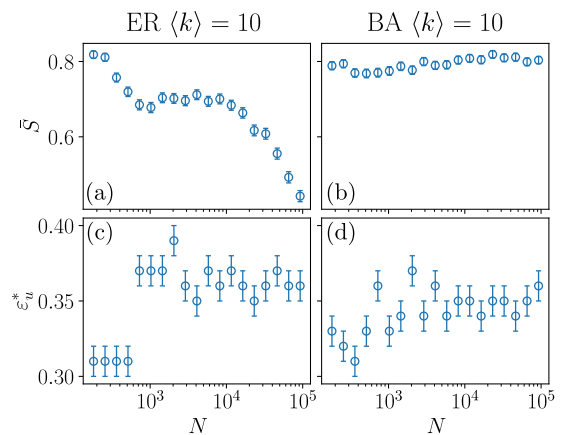 ER ⟨k⟩ = 10
BA ⟨k⟩ = 10
0.8
0.6
S̄
(a)
(b)
0.40
0.35
0.30
ε*ᵤ
(c)
(d)
10³
10⁴
10⁵
10³
10⁴
10⁵
N
N